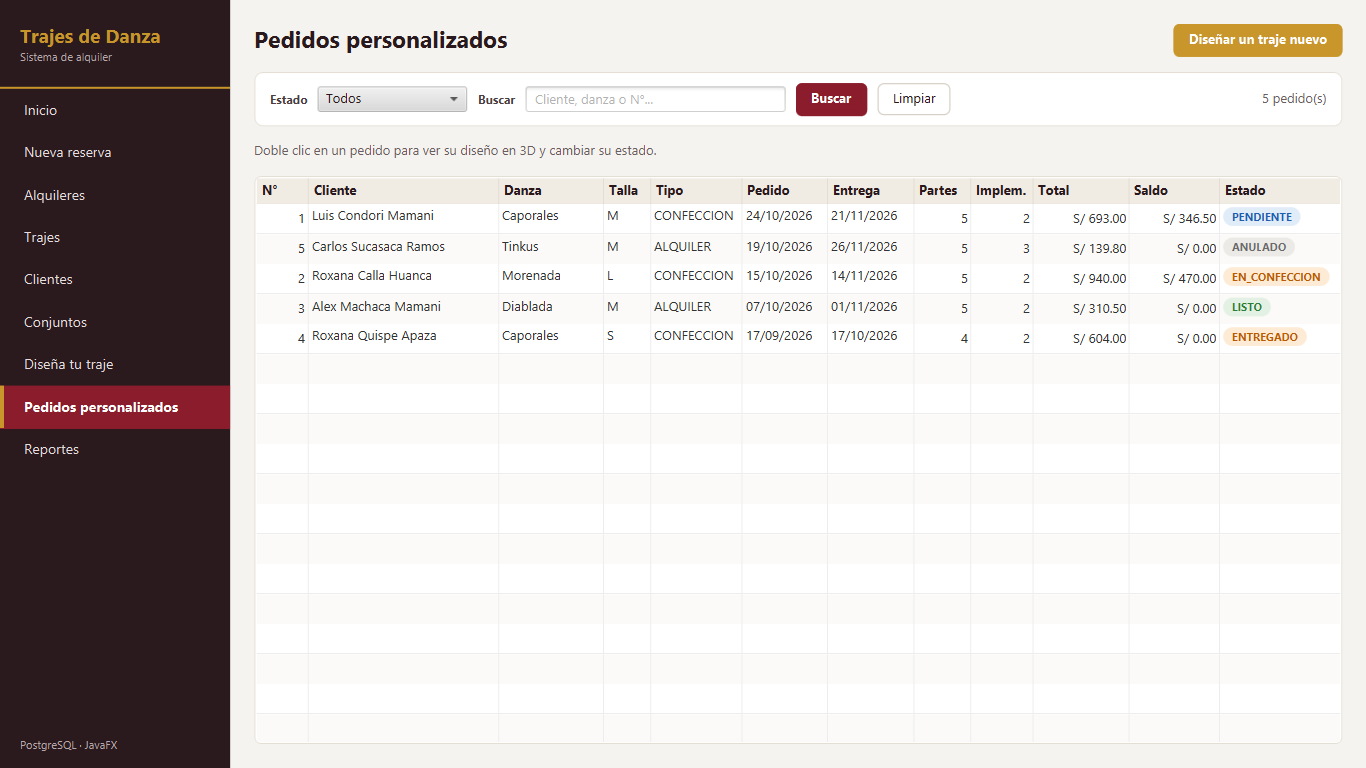 Trajes de Danza
Sistema de alquiler
Inicio
Nueva reserva
Alquileres
Trajes
Clientes
Conjuntos
Diseña tu traje
Pedidos personalizados
Reportes
PostgreSQL · JavaFX
Pedidos personalizados
Diseñar un traje nuevo
Estado Todos Buscar Cliente, danza o N°... Buscar Limpiar 5 pedido(s)
Doble clic en un pedido para ver su diseño en 3D y cambiar su estado.
N° Cliente Danza Talla Tipo Pedido Entrega Partes Implem. Total Saldo Estado
1 Luis Condori Mamani Caporales M CONFECCION 24/10/2026 21/11/2026 5 2 S/ 693.00 S/ 346.50 PENDIENTE
5 Carlos Sucasaca Ramos Tinkus M ALQUILER 19/10/2026 26/11/2026 5 3 S/ 139.80 S/ 0.00 ANULADO
2 Roxana Calla Huanca Morenada L CONFECCION 15/10/2026 14/11/2026 5 2 S/ 940.00 S/ 470.00 EN_CONFECCION
3 Alex Machaca Mamani Diablada M ALQUILER 07/10/2026 01/11/2026 5 2 S/ 310.50 S/ 0.00 LISTO
4 Roxana Quispe Apaza Caporales S CONFECCION 17/09/2026 17/10/2026 4 2 S/ 604.00 S/ 0.00 ENTREGADO